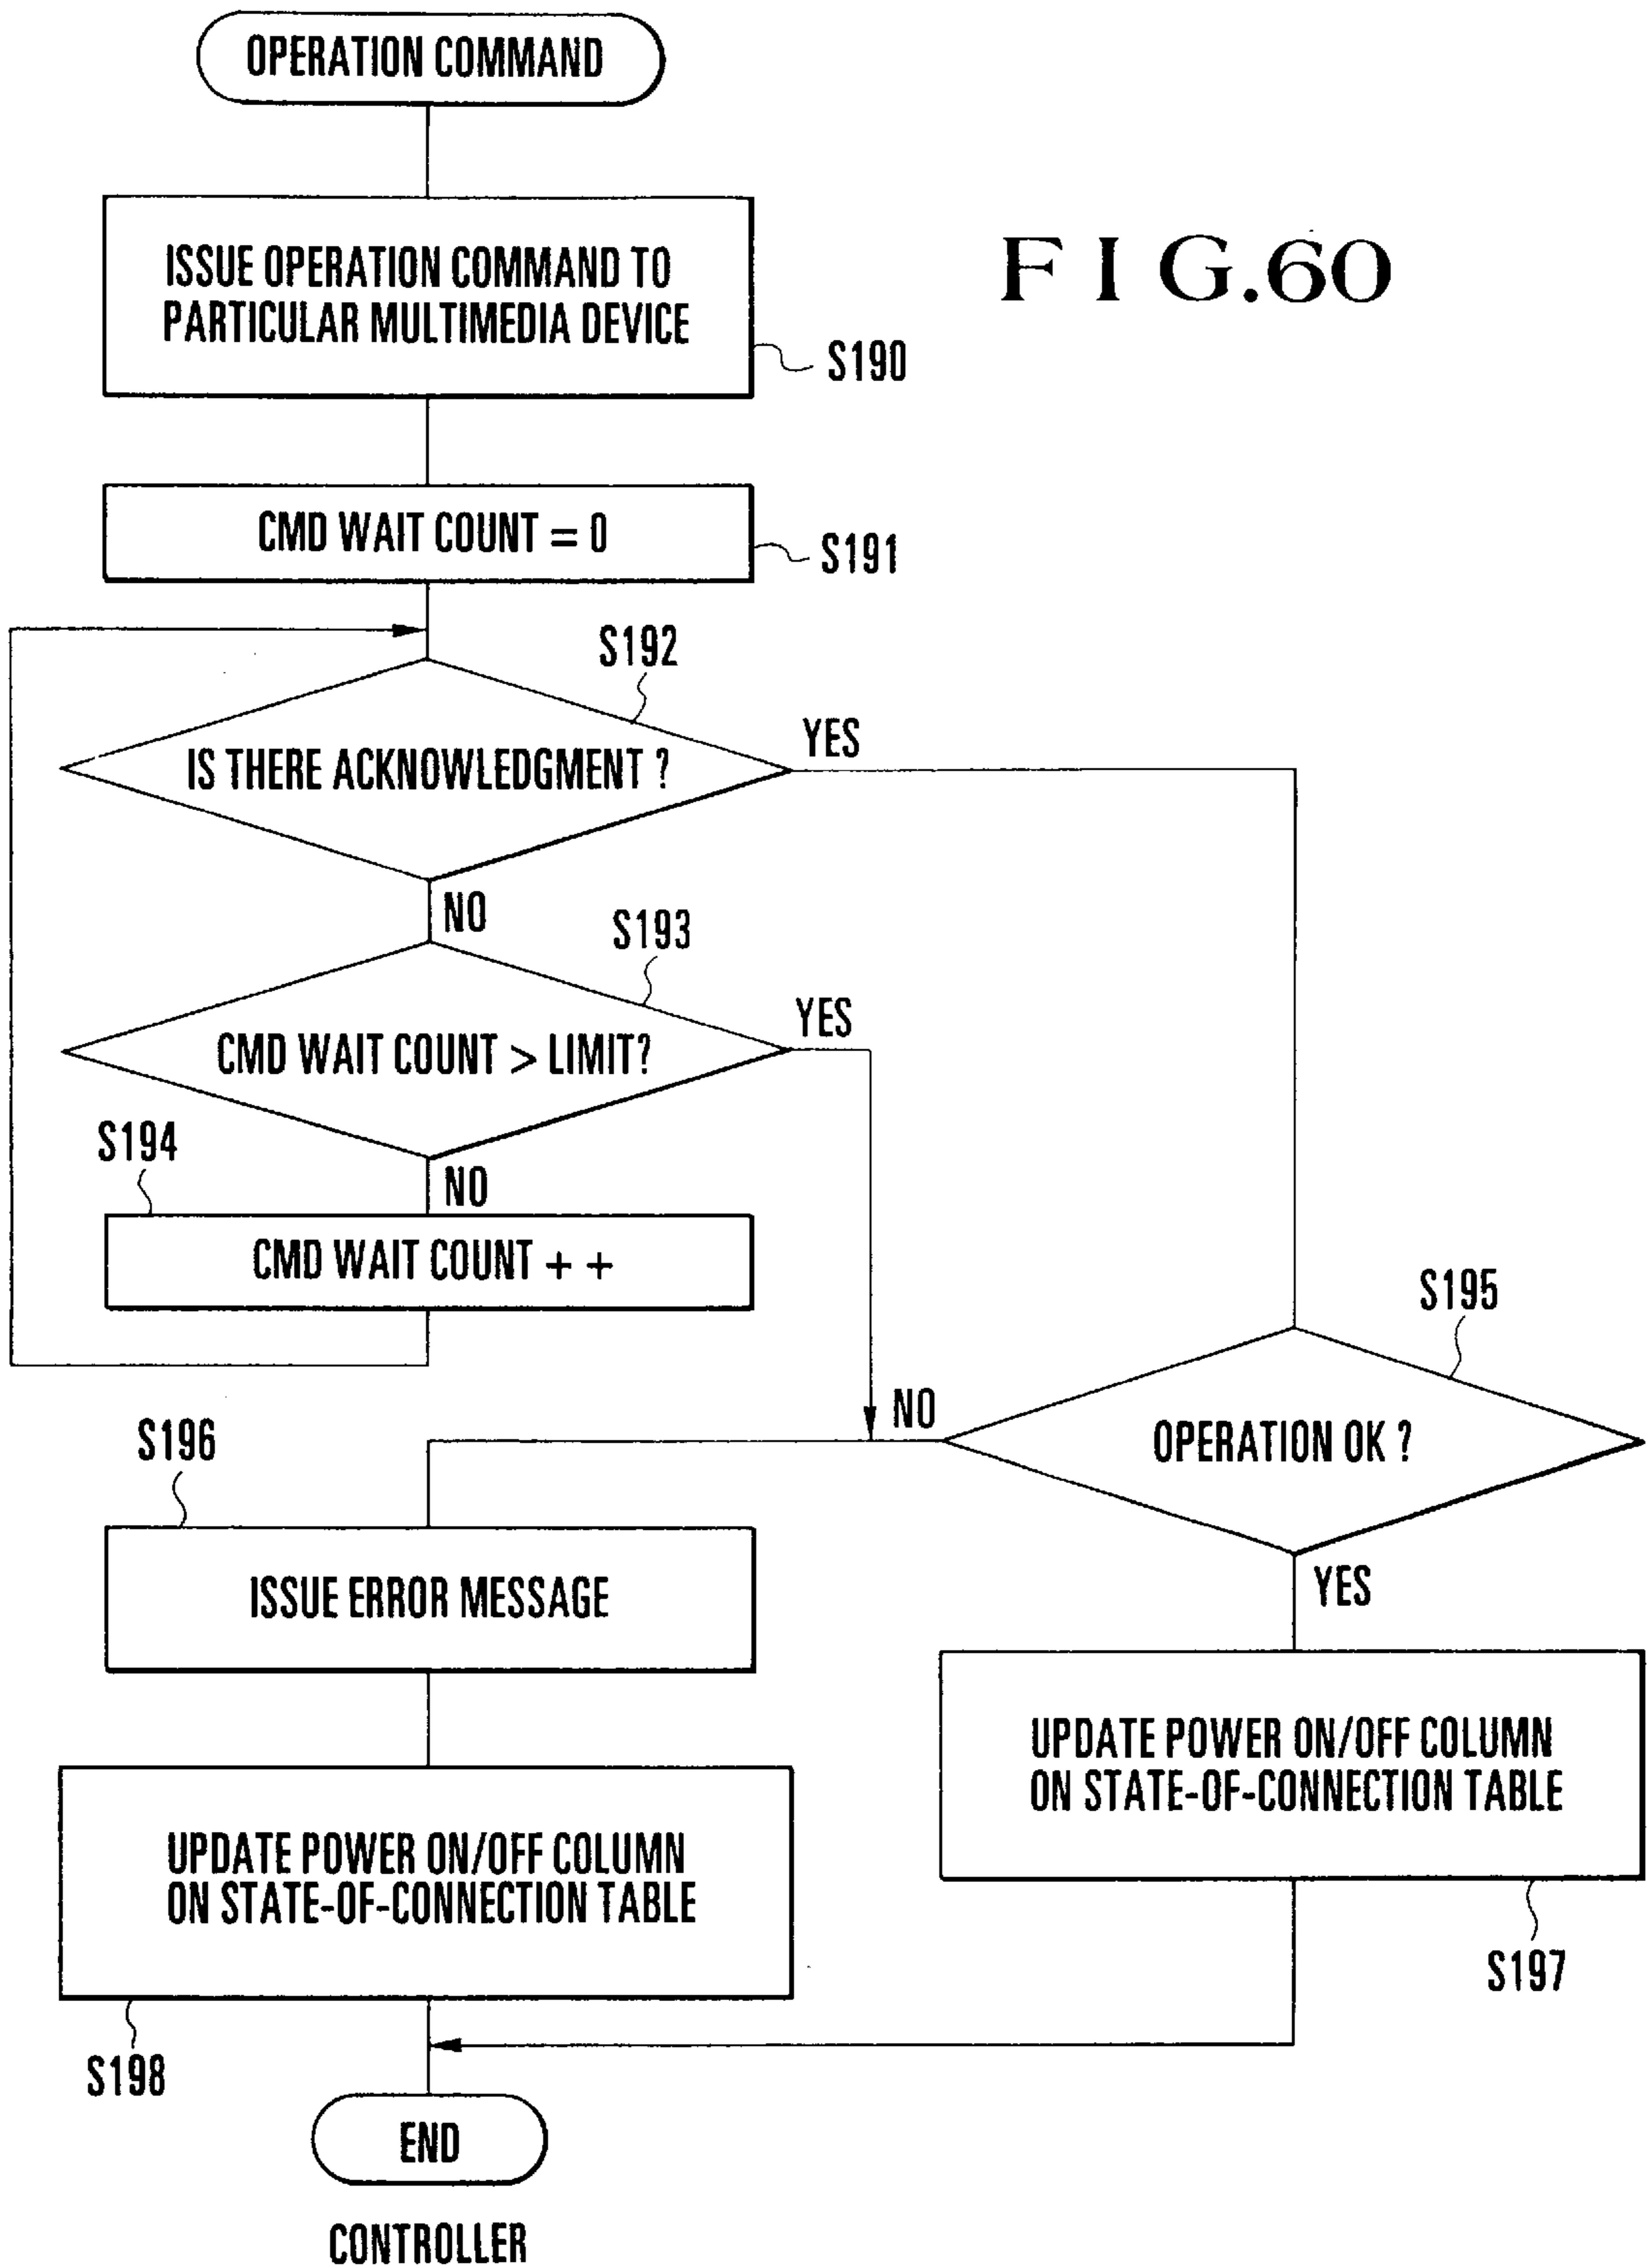 OPERATION COMMAND
FIG.60
ISSUE OPERATION COMMAND TO
PARTICULAR MULTIMEDIA DEVICE
S190
CMD WAIT COUNT = 0
S191
S192
IS THERE ACKNOWLEDGMENT ?
YES
NO
S193
CMD WAIT COUNT > LIMIT?
YES
S194
NO
CMD WAIT COUNT + +
S195
OPERATION OK ?
NO
YES
S196
ISSUE ERROR MESSAGE
UPDATE POWER ON/OFF COLUMN
ON STATE-OF-CONNECTION TABLE
S197
UPDATE POWER ON/OFF COLUMN
ON STATE-OF-CONNECTION TABLE
S198
END
CONTROLLER